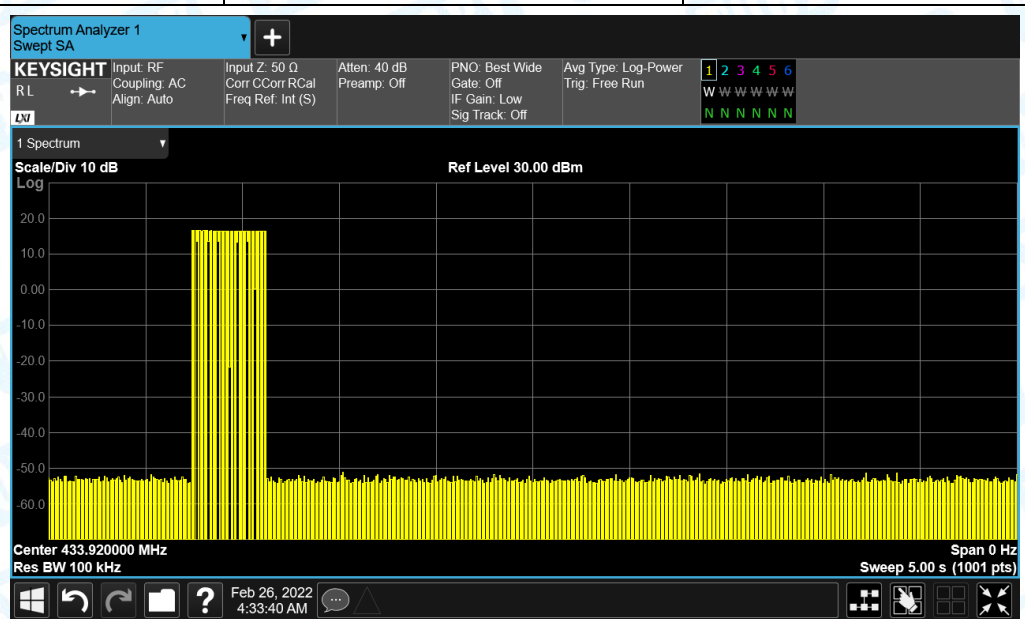 Spectrum Analyzer 1
Swept SA
+
KEYSIGHT Input: RF Input Z: 50 Ω Atten: 40 dB PNO: Best Wide Avg Type: Log-Power 1 2 3 4 5 6
R L Coupling: AC Corr CCorr RCal Preamp: Off Gate: Off Trig: Free Run W W W W W W
Align: Auto Freq Ref: Int (S) IF Gain: Low
LXI Sig Track: Off N N N N N N
1 Spectrum
Scale/Div 10 dB Ref Level 30.00 dBm
Log
20.0
10.0
0.00
-10.0
-20.0
-30.0
-40.0
-50.0
-60.0
Center 433.920000 MHz Span 0 Hz
Res BW 100 kHz Sweep 5.00 s (1001 pts)
? Feb 26, 2022
4:33:40 AM